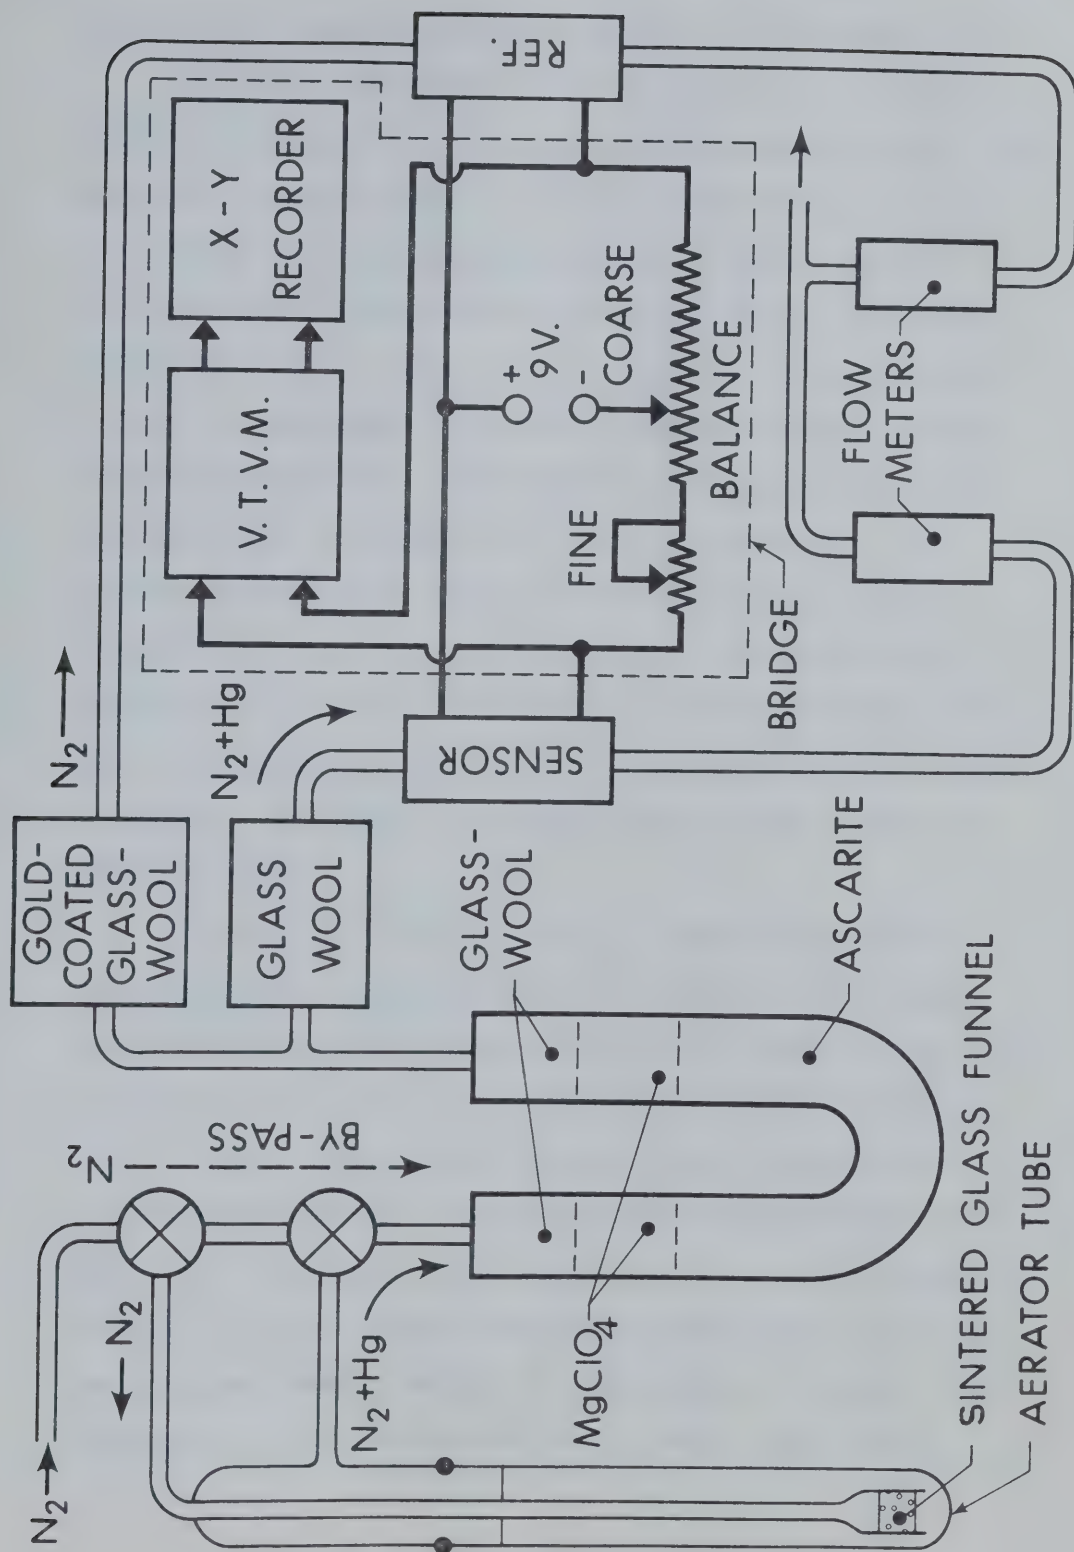 N₂
N₂
N₂+Hg
N₂
BY-PASS
GOLD-
COATED
GLASS-
WOOL
GLASS
WOOL
N₂
N₂+Hg
SENSOR
REF.
V. T. V. M.
X - Y
RECORDER
+
9V.
-
COARSE
FINE
BALANCE
BRIDGE
FLOW
METERS
GLASS-
WOOL
MgClO₄
ASCARITE
SINTERED GLASS FUNNEL
AERATOR TUBE